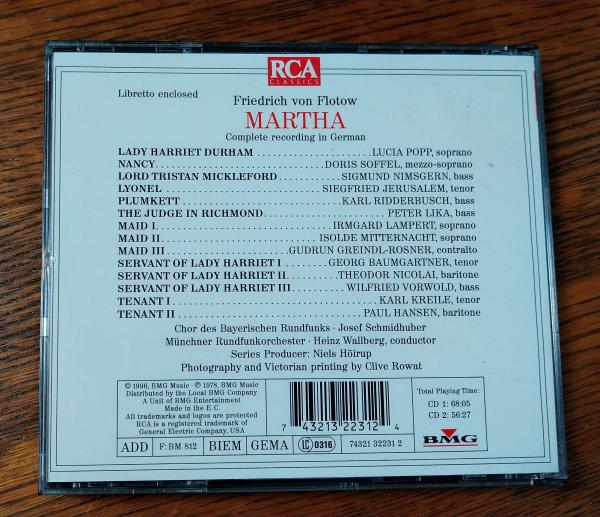 RCA
CLASSICS
Libretto enclosed
Friedrich von Flotow
MARTHA
Complete recording in German
LADY HARRIET DURHAM ........................LUCIA POPP, soprano
NANCY..................................DORIS SOFFEL, mezzo-soprano
LORD TRISTAN MICKLEFORD.............SIGMUND NIMSGERN, bass
LYONEL ..............................SIEGFRIED JERUSALEM, tenor
PLUMKETT ..............................KARL RIDDERBUSCH, bass
THE JUDGE IN RICHMOND........................PETER LIKA, bass
MAID I........................................IRMGARD LAMPERT, soprano
MAID II....................................ISOLDE MITTERNACHT, soprano
MAID III..........................GUDRUN GREINDL-ROSNER, contralto
SERVANT OF LADY HARRIET I ........GEORG BAUMGARTNER, tenor
SERVANT OF LADY HARRIET II.........THEODOR NICOLAI, baritone
SERVANT OF LADY HARRIET III...........WILFRIED VORWOLD, bass
TENANT I ......................................KARL KREILE, tenor
TENANT II ....................................PAUL HANSEN, baritone
Chor des Bayerischen Rundfunks · Josef Schmidhuber
Münchner Rundfunkorchester · Heinz Wallberg, conductor
Series Producer: Niels Höirup
Photography and Victorian printing by Clive Rowat
© 1996, BMG Music · ℗ 1978, BMG Music
Distributed by the Local BMG Company
A Unit of BMG Entertainment
Made in the E.C.
All trademarks and logos are protected
RCA is a registered trademark of
General Electric Company, USA
7 43213 22312 4
Total Playing Time:
CD 1: 68:05
CD 2: 56:27
BMG
ADD F: BM 812 BIEM GEMA LC 0316 74321 32231 2